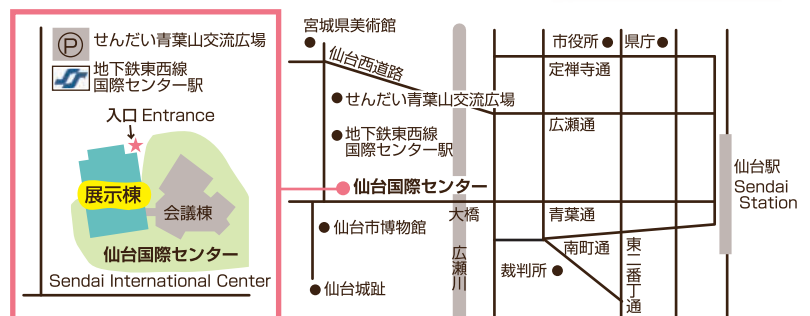 P
せんだい青葉山交流広場
地下鉄東西線
国際センター駅
入口 Entrance
展示棟
会議棟
仙台国際センター
Sendai International Center
宮城県美術館
仙台西道路
せんだい青葉山交流広場
地下鉄東西線
国際センター駅
仙台国際センター
大橋
仙台市博物館
仙台城趾
広瀬川
市役所
県庁
定禅寺通
広瀬通
青葉通
南町通
裁判所
東二番丁通
仙台駅
Sendai
Station